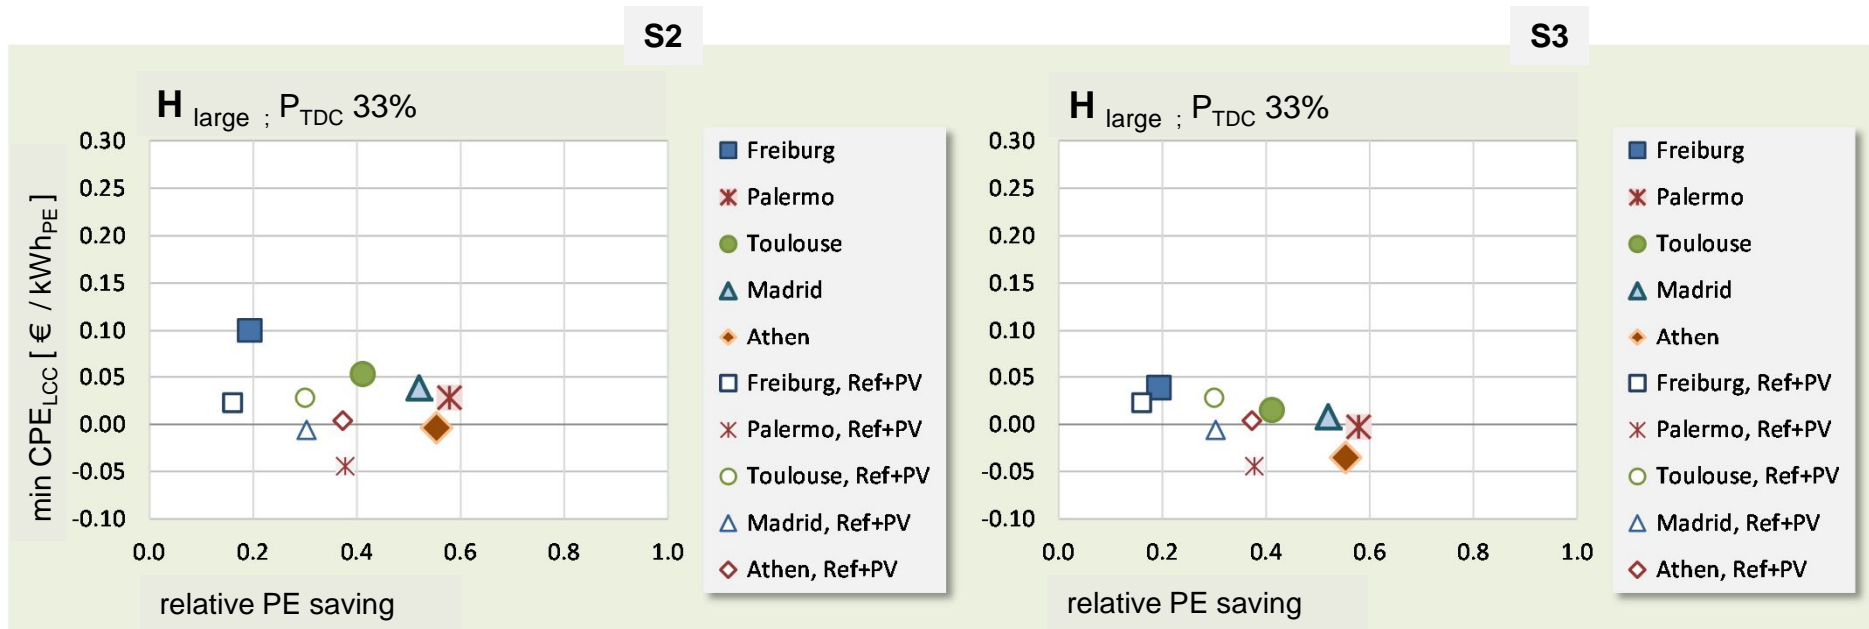 S2
H large ; PTDC 33%
min CPELCC [ € / kWhPE ]
0.30
0.25
0.20
0.15
0.10
0.05
0.00
-0.05
-0.10
0.0 0.2 0.4 0.6 0.8 1.0
relative PE saving
Freiburg
Palermo
Toulouse
Madrid
Athen
Freiburg, Ref+PV
Palermo, Ref+PV
Toulouse, Ref+PV
Madrid, Ref+PV
Athen, Ref+PV
S3
H large ; PTDC 33%
0.30
0.25
0.20
0.15
0.10
0.05
0.00
-0.05
-0.10
0.0 0.2 0.4 0.6 0.8 1.0
relative PE saving
Freiburg
Palermo
Toulouse
Madrid
Athen
Freiburg, Ref+PV
Palermo, Ref+PV
Toulouse, Ref+PV
Madrid, Ref+PV
Athen, Ref+PV